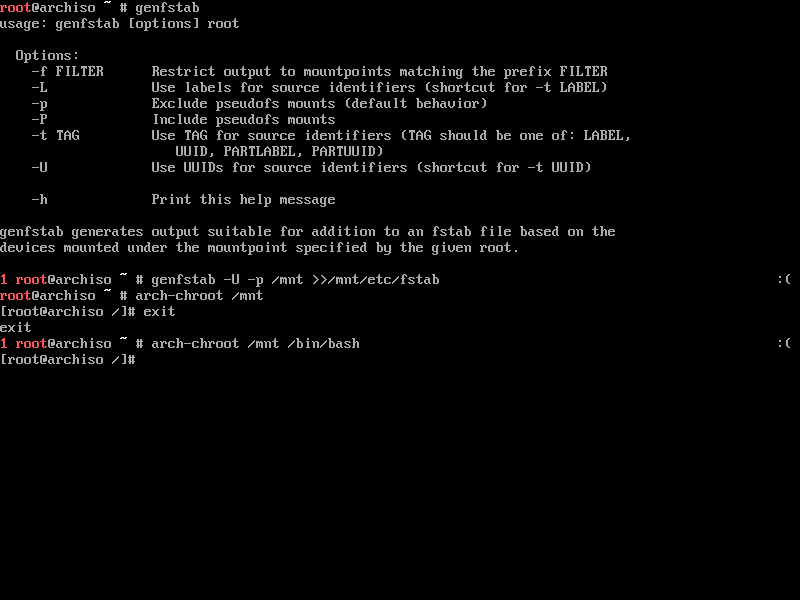 root@archiso ~ # genfstab
usage: genfstab [options] root
Options:
-f FILTER      Restrict output to mountpoints matching the prefix FILTER
-L             Use labels for source identifiers (shortcut for -t LABEL)
-p             Exclude pseudofs mounts (default behavior)
-P             Include pseudofs mounts
-t TAG         Use TAG for source identifiers (TAG should be one of: LABEL,
UUID, PARTLABEL, PARTUUID)
-U             Use UUIDs for source identifiers (shortcut for -t UUID)
-h             Print this help message
genfstab generates output suitable for addition to an fstab file based on the
devices mounted under the mountpoint specified by the given root.
1 root@archiso ~ # genfstab -U -p /mnt >>/mnt/etc/fstab :(
root@archiso ~ # arch-chroot /mnt
[root@archiso /]# exit
exit
1 root@archiso ~ # arch-chroot /mnt /bin/bash :(
[root@archiso /]#